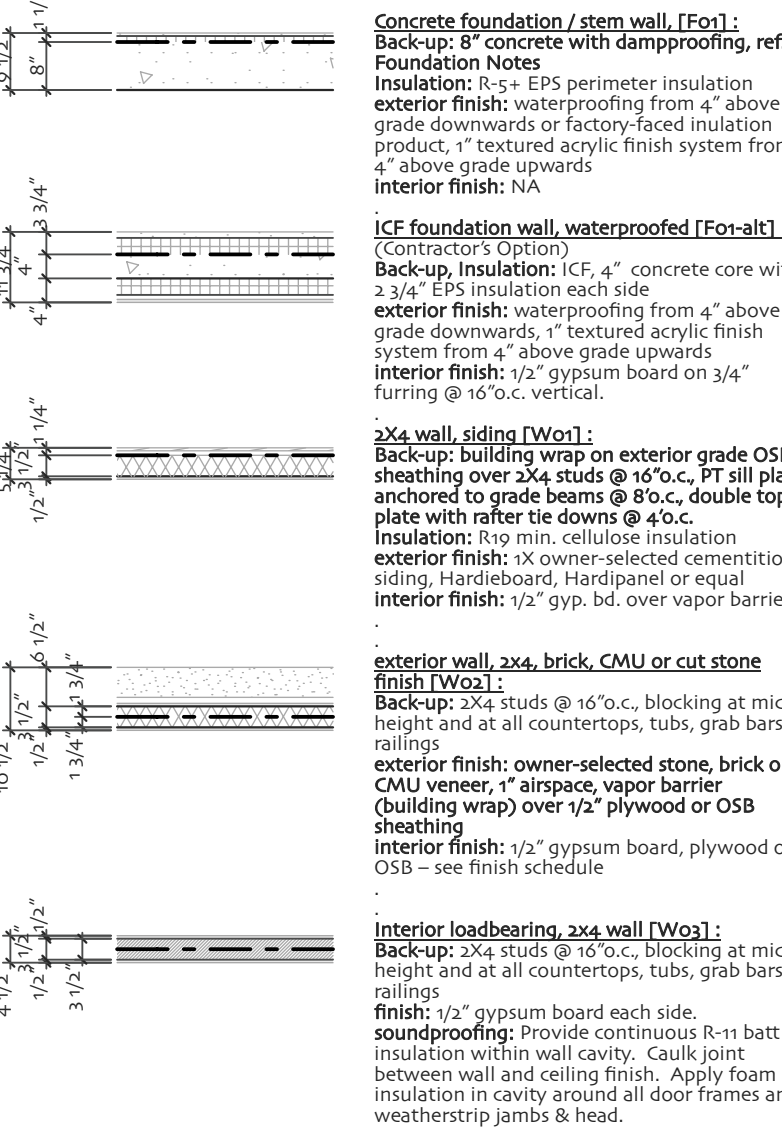 Concrete foundation / stem wall, [F01] :
Back-up: 8" concrete with dampproofing,
Foundation Notes
Insulation: R-5+ EPS perimeter insulation
exterior finish: waterproofing from 4" above
grade downwards or factory-faced inulation
product, 1" textured acrylic finish system
4" above grade upwards
interior finish: NA
.
ICF foundation wall, waterproofed [F01-alt]
(Contractor's Option)
Back-up, Insulation: ICF, 4" concrete core
2 3/4" EPS insulation each side
exterior finish: waterproofing from 4" above
grade downwards, 1" textured acrylic finish
system from 4" above grade upwards
interior finish: 1/2" gypsum board on 3/4"
furring @ 16"o.c. vertical.
.
2X4 wall, siding [W01] :
Back-up: building wrap on exterior grade
sheathing over 2X4 studs @ 16"o.c., PT sill
anchored to grade beams @ 8'o.c., double top
plate with rafter tie downs @ 4'o.c.
Insulation: R19 min. cellulose insulation
exterior finish: 1X owner-selected
siding, Hardieboard, Hardipanel or equal
interior finish: 1/2" gyp. bd. over vapor
.
.
exterior wall, 2x4, brick, CMU or cut stone
finish [W02] :
Back-up: 2X4 studs @ 16"o.c., blocking at
height and at all countertops, tubs, grab bars
railings
exterior finish: owner-selected stone, brick
CMU veneer, 1" airspace, vapor barrier
(building wrap) over 1/2" plywood or OSB
sheathing
interior finish: 1/2" gypsum board, plywood
OSB – see finish schedule
.
.
Interior loadbearing, 2x4 wall [W03] :
Back-up: 2X4 studs @ 16"o.c., blocking at
height and at all countertops, tubs, grab bars
railings
finish: 1/2" gypsum board each side.
soundproofing: Provide continuous R-11 batt
insulation within wall cavity. Caulk joint
between wall and ceiling finish. Apply foam
insulation in cavity around all door frames
weatherstrip jambs & head.
8"
3 3/4"
4"
4"
1 1/4"
3 1/2"
1/2"
6 1/2"
3 1/2"
1/2"
1 3/4"
1 3/4"
1/2"
3 1/2"
1/2"
4 1/2"
3 1/2"